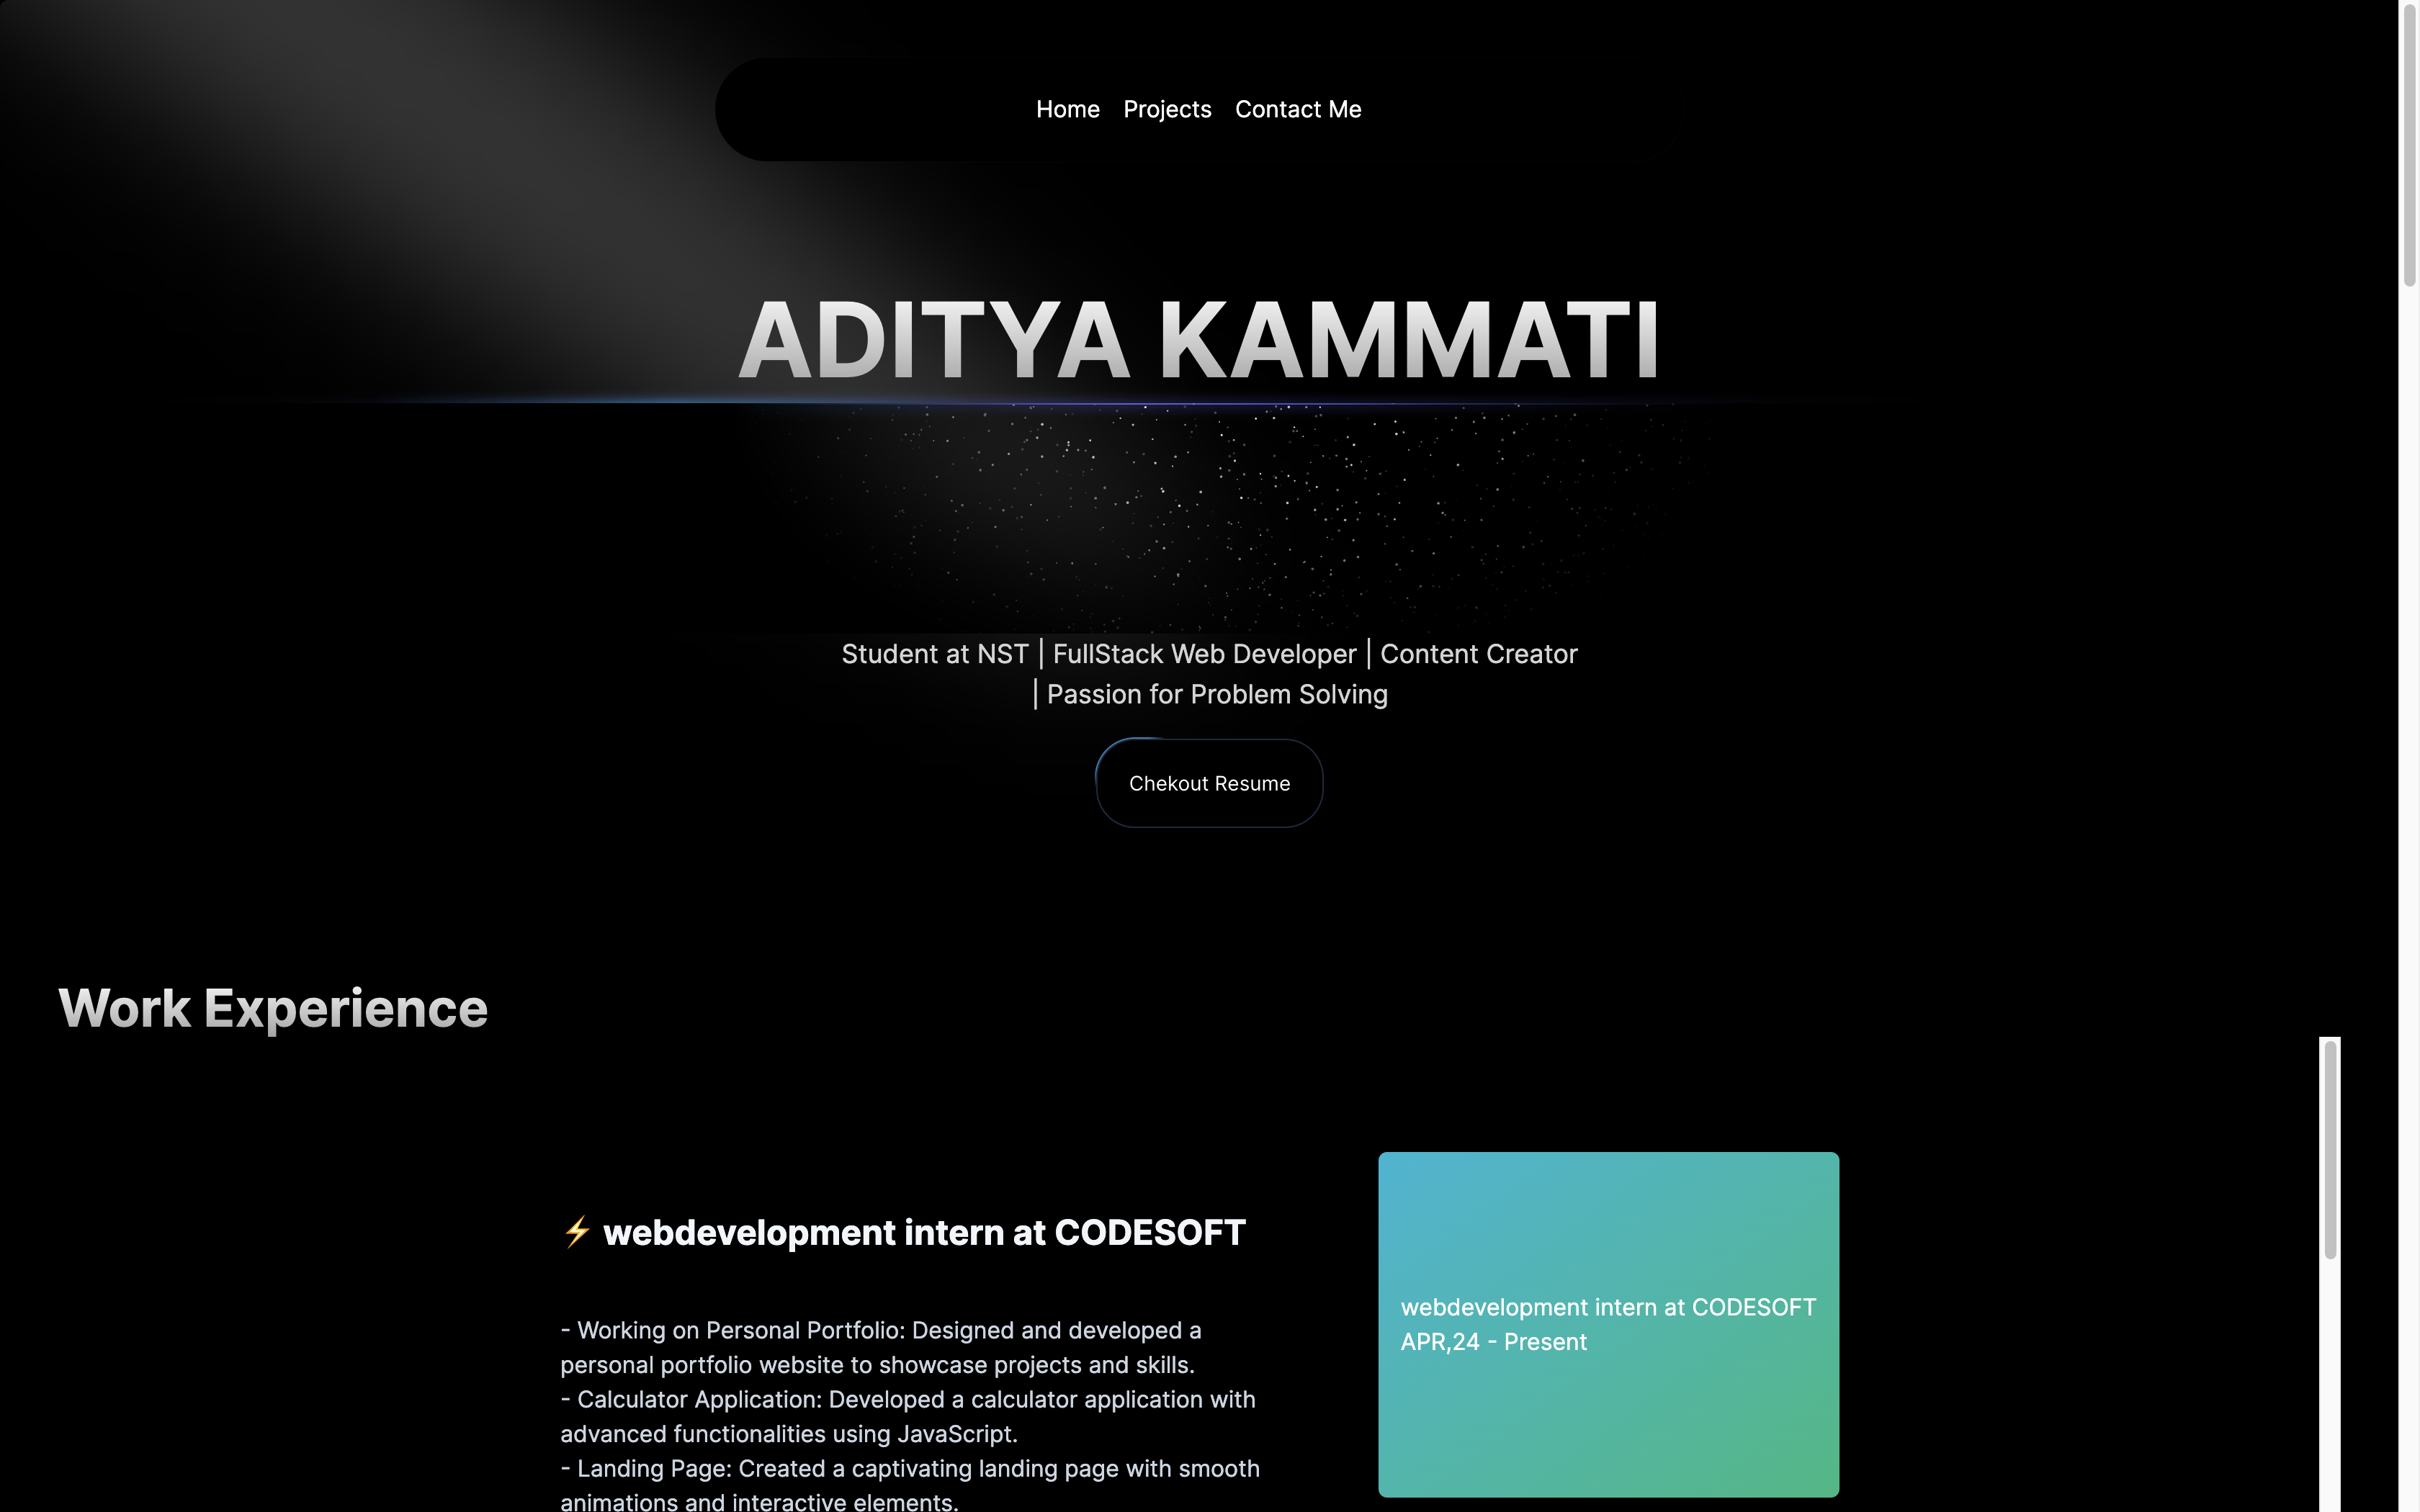 Home Projects Contact Me
ADITYA KAMMATI
Student at NST | FullStack Web Developer | Content Creator
| Passion for Problem Solving
Chekout Resume
Work Experience
⚡ webdevelopment intern at CODESOFT
- Working on Personal Portfolio: Designed and developed a
personal portfolio website to showcase projects and skills.
- Calculator Application: Developed a calculator application with
advanced functionalities using JavaScript.
- Landing Page: Created a captivating landing page with smooth
animations and interactive elements.
webdevelopment intern at CODESOFT
APR,24 - Present